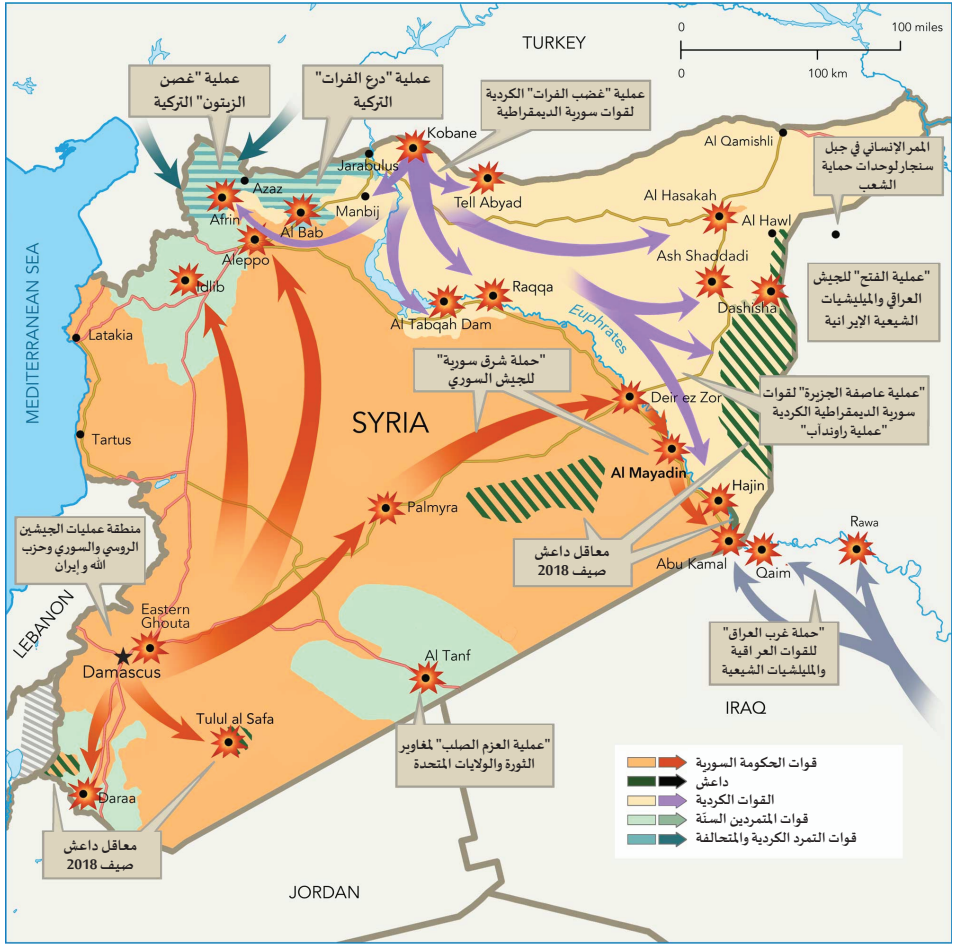 TURKEY
0
100 miles
0
100 km
عملية "غصن
الزيتون" التركية
عملية "درع الفرات"
التركية
عملية "غضب الفرات" الكردية
لقوات سورية الديمقراطية
الممر الإنساني في جبل
سنجار لوحدات حماية
الشعب
Kobane
Al Qamishli
Jarabulus
Azaz
Tell Abyad
Al Hasakah
Manbij
Afrin
Al Bab
Al Hawl
Aleppo
Ash Shaddadi
MEDITERRANEAN SEA
Idlib
Raqqa
Dashisha
"عملية الفتح" للجيش
العراقي والميليشيات
الشيعية الإيرانية
Al Tabqah Dam
Euphrates
Latakia
"حملة شرق سورية"
للجيش السوري
Deir ez Zor
"عملية عاصفة الجزيرة" لقوات
سورية الديمقراطية الكردية
"عملية راوندآب"
SYRIA
Tartus
Al Mayadin
Hajin
Palmyra
منطقة عمليات الجيشين
الروسي والسوري وحزب
الله وإيران
معاقل داعش
صيف 2018
Abu Kamal
Qaim
Rawa
LEBANON
Eastern
Ghouta
Damascus
Al Tanf
"حملة غرب العراق"
للقوات العراقية
والمليلشيات الشيعية
IRAQ
Tulul al Safa
"عملية العزم الصلب" لمغاوير
الثورة والولايات المتحدة
Daraa
معاقل داعش
صيف 2018
JORDAN
قوات الحكومة السورية
داعش
القوات الكردية
قوات المتمردين السنّة
قوات التمرد الكردية والمتحالفة